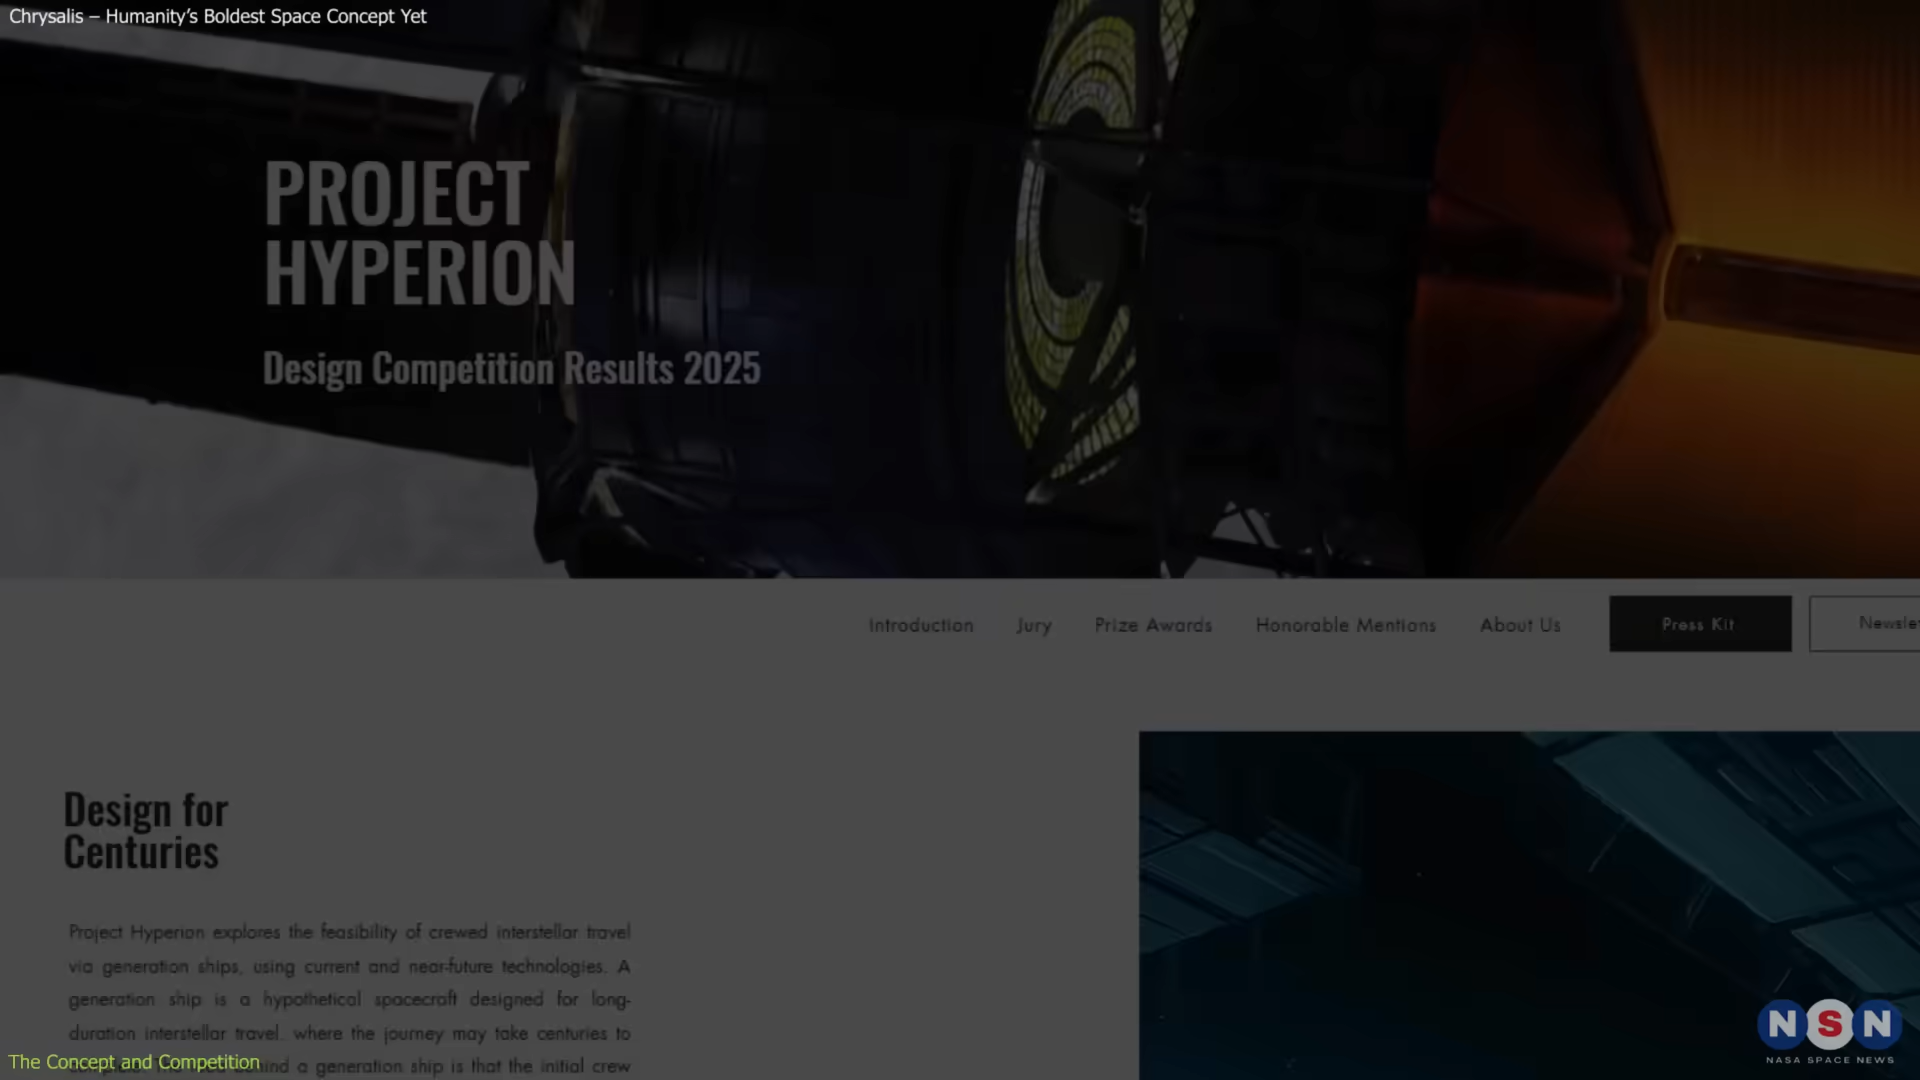 Chrysalis – Humanity's Boldest Space Concept Yet
PROJECT
HYPERION
Design Competition Results 2025
Introduction Jury Prize Awards Honorable Mentions About Us Press Kit
Design for
Centuries
Project Hyperion explores the feasibility of crewed interstellar travel
via generation ships, using current and near-future technologies. A
generation ship is a hypothetical spacecraft designed for long-
duration interstellar travel, where the journey may take centuries to
The Concept and Competition
a generation ship is that the initial crew
NSN
NASA SPACE NEWS